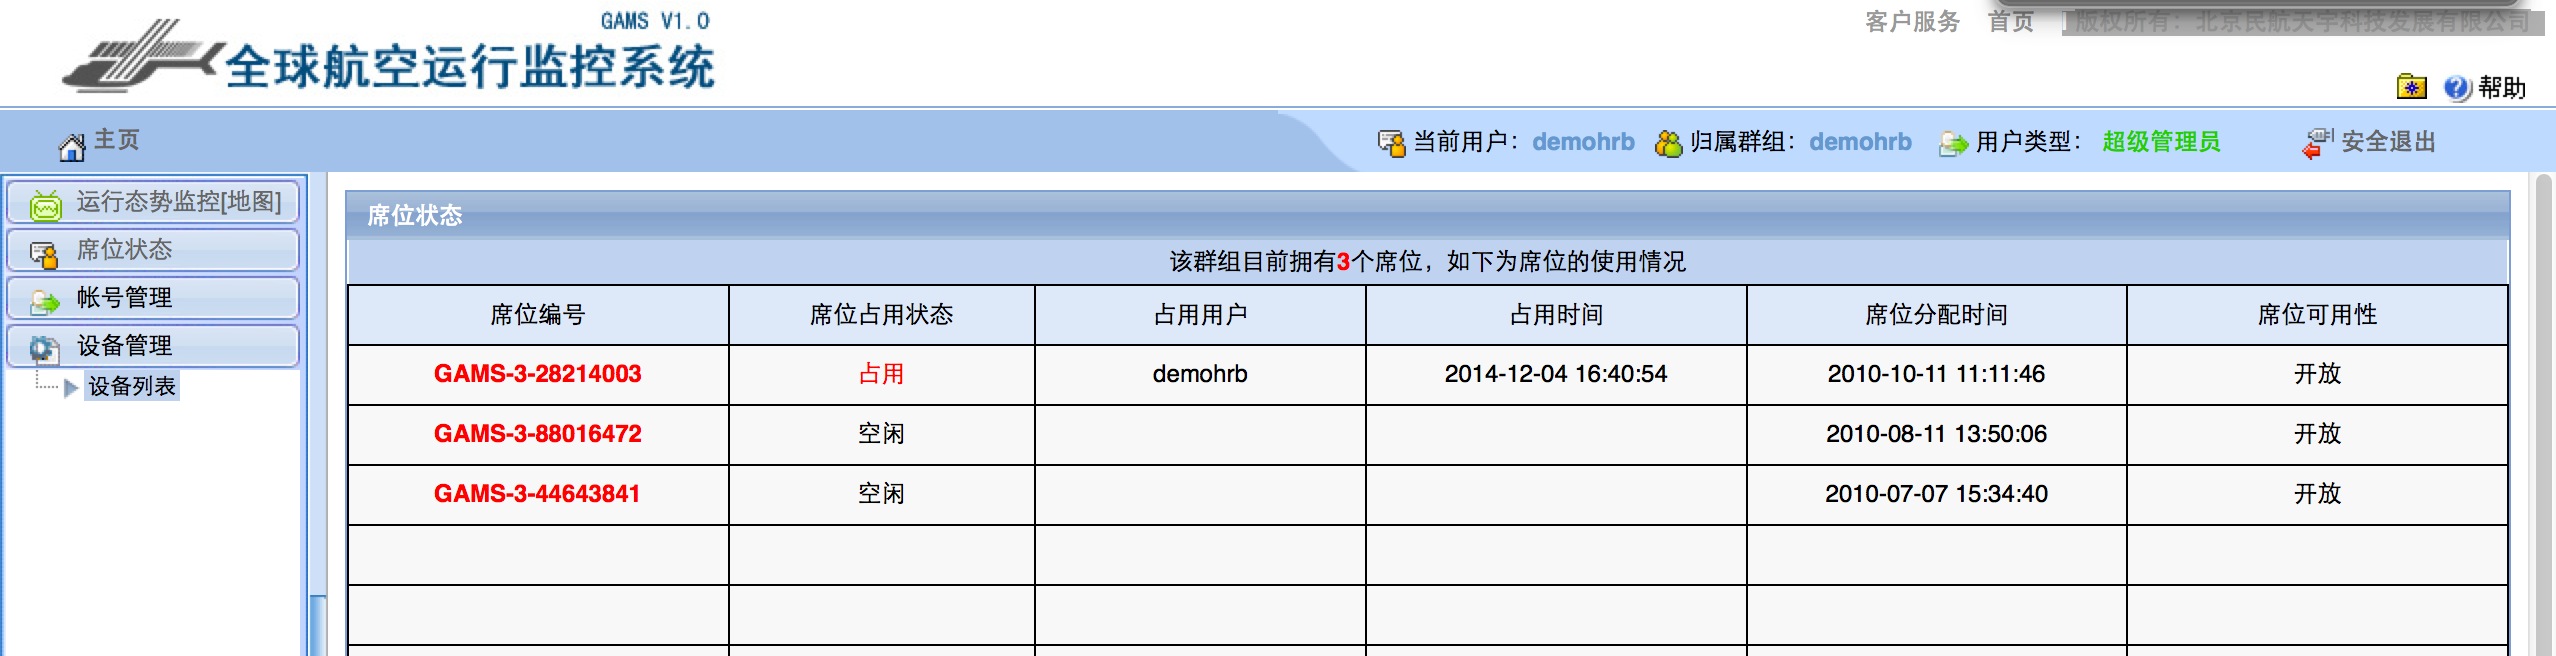 GAMS V1.0
全球航空运行监控系统
客户服务 首页 版权所有：北京民航天宇科技发展有限公司
帮助
主页 当前用户： demohrb 归属群组： demohrb 用户类型： 超级管理员 安全退出
运行态势监控[地图]
席位状态
帐号管理
设备管理
设备列表
席位状态
该群组目前拥有3个席位，如下为席位的使用情况
席位编号 席位占用状态 占用用户 占用时间 席位分配时间 席位可用性
GAMS-3-28214003 占用 demohrb 2014-12-04 16:40:54 2010-10-11 11:11:46 开放
GAMS-3-88016472 空闲 2010-08-11 13:50:06 开放
GAMS-3-44643841 空闲 2010-07-07 15:34:40 开放